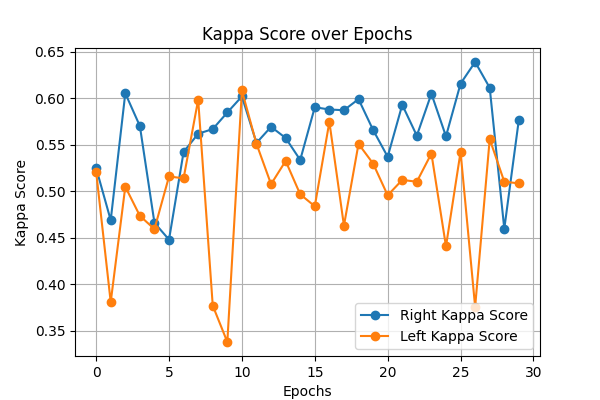 Kappa Score over Epochs
0.65
0.60
0.55
0.50
0.45
0.40
0.35
Kappa Score
Right Kappa Score
Left Kappa Score
0 5 10 15 20 25 30
Epochs